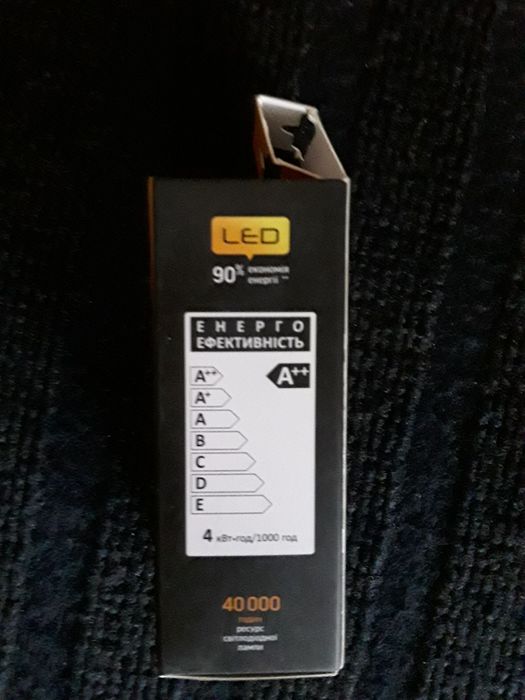 LED
90% економія
енергії **
ЕНЕРГО
ЕФЕКТИВНІСТЬ
A++ A++
A+
A
B
C
D
E
4 кВт•год/1000 год
40 000
годин
ресурс
світлодіодної
лампи